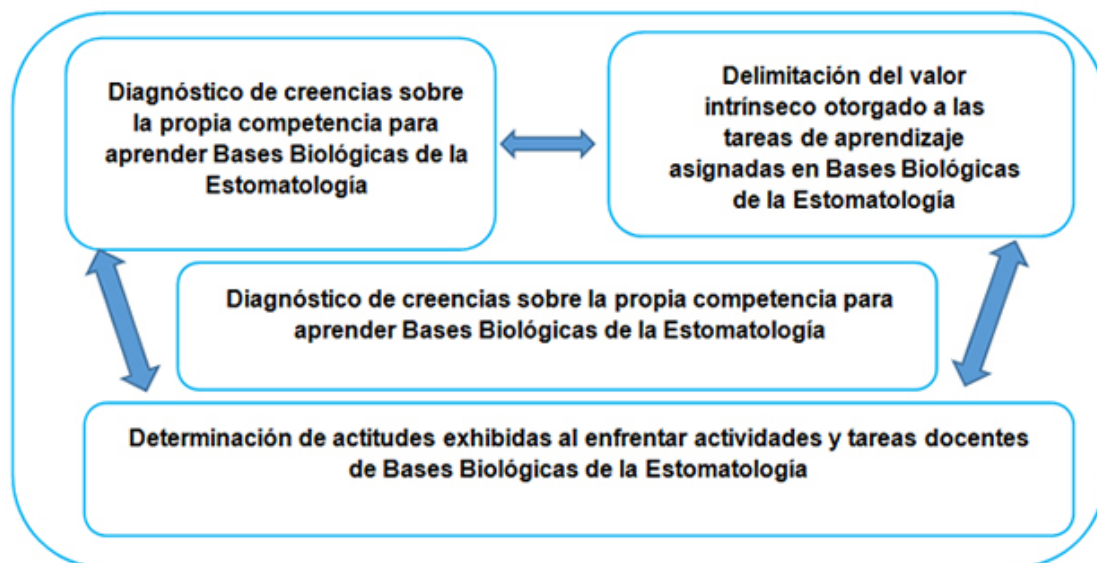 Diagnóstico de creencias sobre
la propia competencia para
aprender Bases Biológicas de la
Estomatología
Delimitación del valor
intrínseco otorgado a las
tareas de aprendizaje
asignadas en Bases Biológicas
de la Estomatología
Diagnóstico de creencias sobre la propia competencia para
aprender Bases Biológicas de la Estomatología
Determinación de actitudes exhibidas al enfrentar actividades y tareas docentes
de Bases Biológicas de la Estomatología